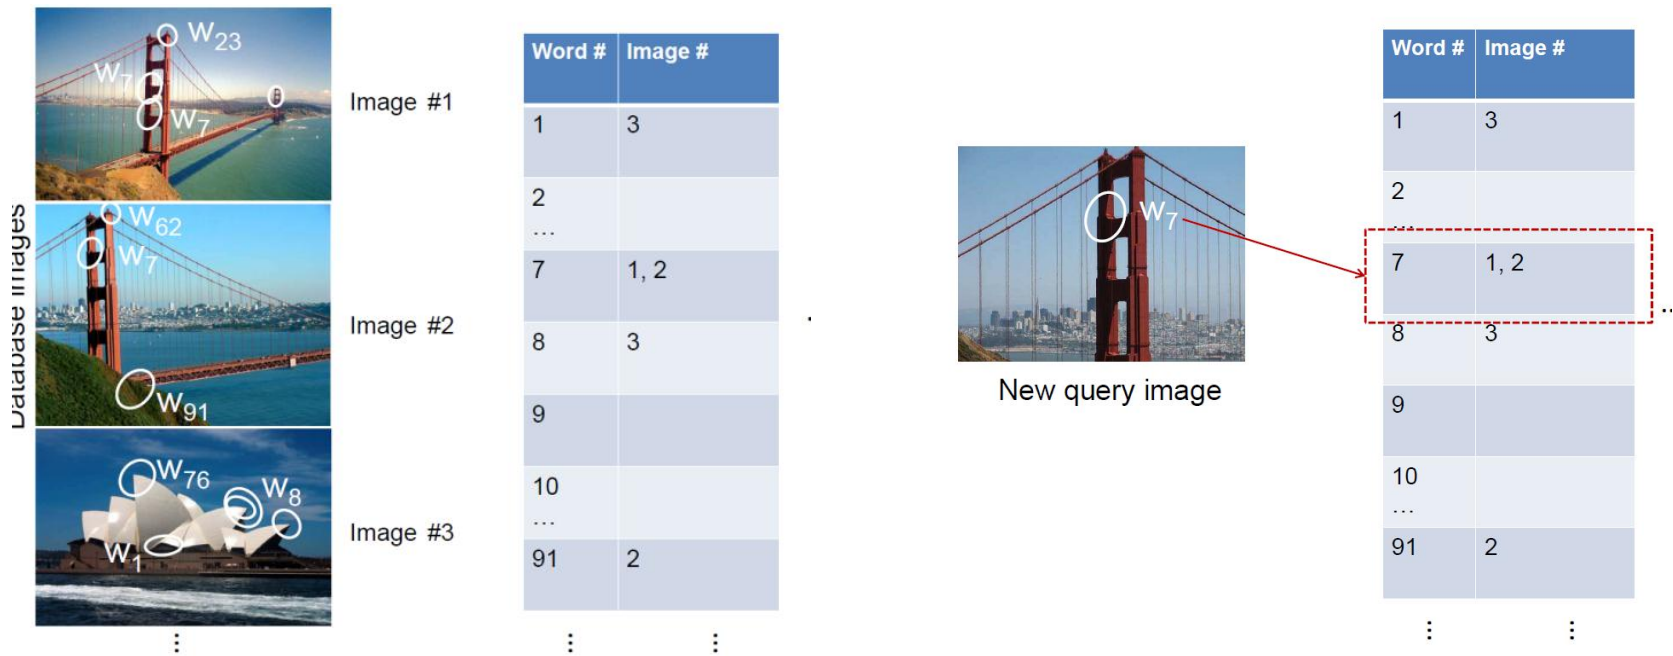 Database Images
W23
W7
W7
Image #1
W62
W7
W91
Image #2
W76
W8
W1
Image #3
⋮
Word # Image #
1 3
2
...
7 1, 2
8 3
9
10
...
91 2
⋮ ⋮
W7
New query image
Word # Image #
1 3
2
...
7 1, 2
8 3
9
10
...
91 2
⋮ ⋮
..